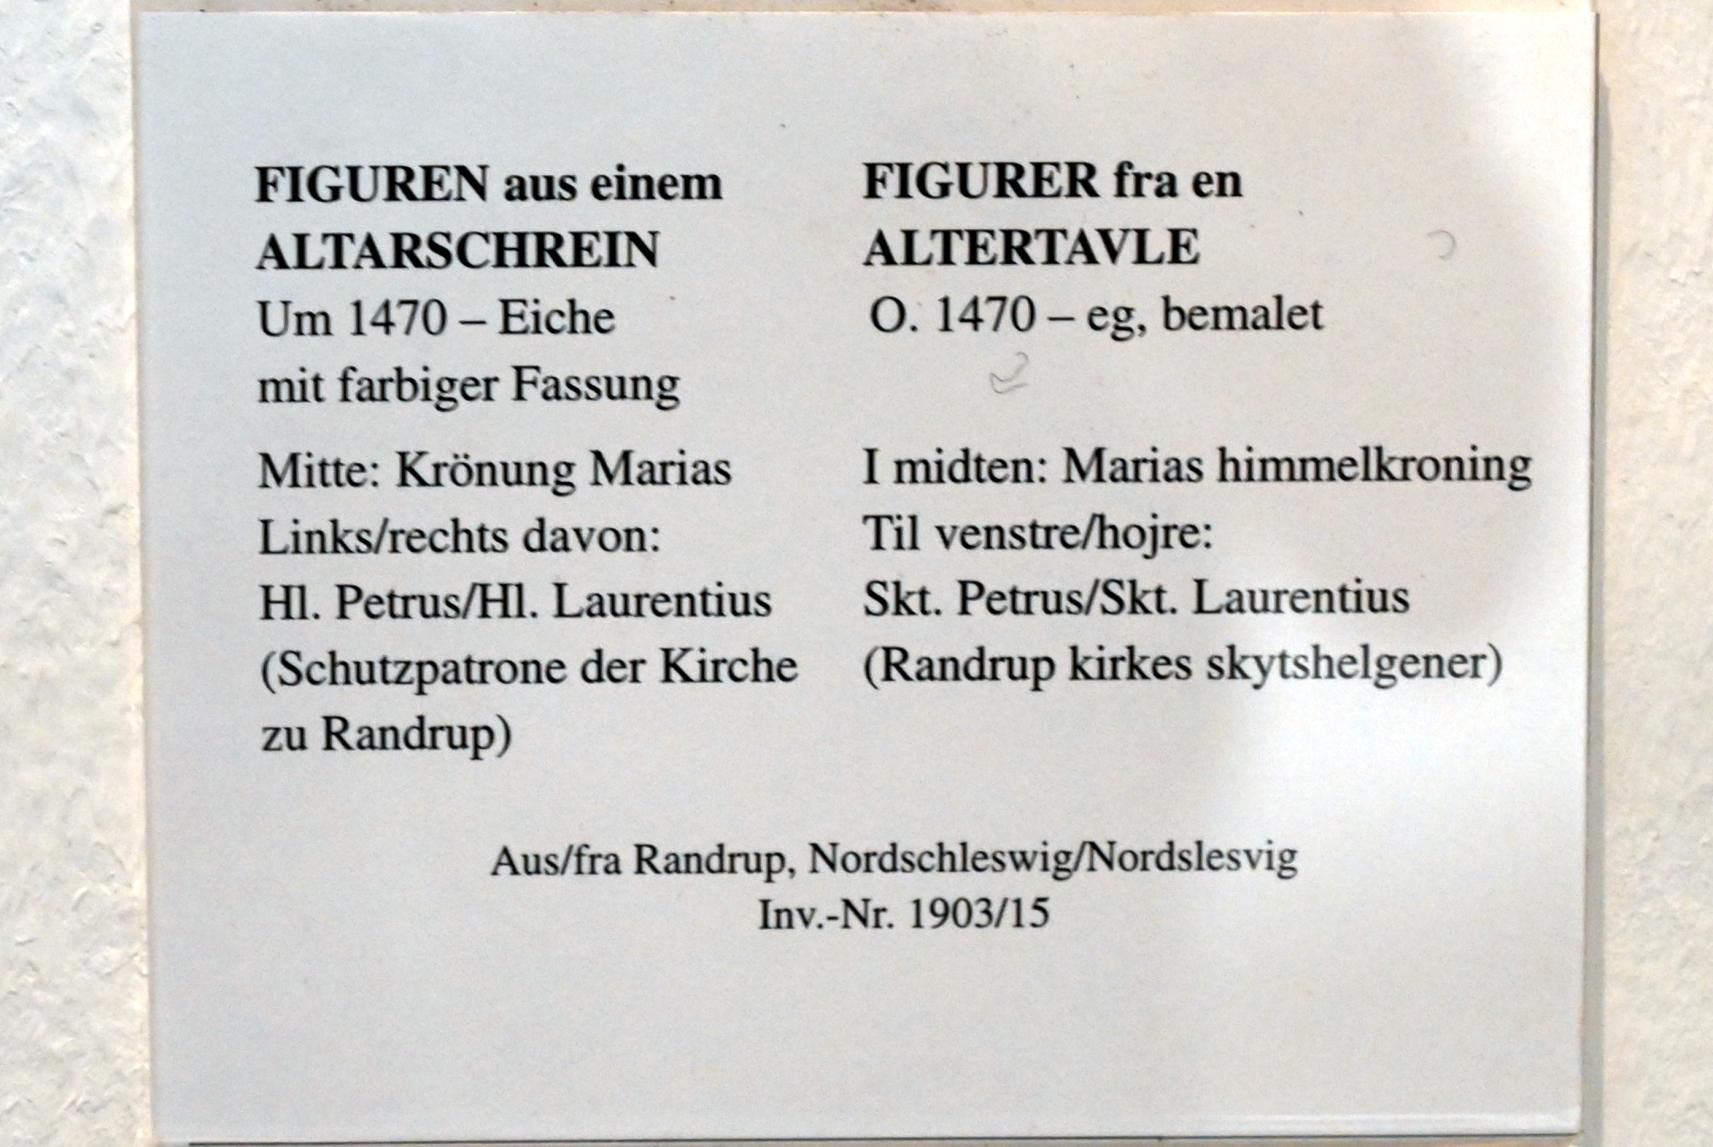 FIGUREN aus einem
ALTARSCHREIN
Um 1470 – Eiche
mit farbiger Fassung
Mitte: Krönung Marias
Links/rechts davon:
Hl. Petrus/Hl. Laurentius
(Schutzpatrone der Kirche
zu Randrup)
FIGURER fra en
ALTERTAVLE
O. 1470 – eg, bemalet
I midten: Marias himmelkroning
Til venstre/hojre:
Skt. Petrus/Skt. Laurentius
(Randrup kirkes skytshelgener)
Aus/fra Randrup, Nordschleswig/Nordslesvig
Inv.-Nr. 1903/15